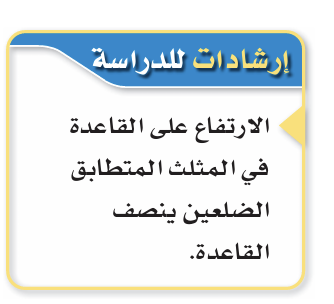 إرشادات للدراسة
الارتفاع على القاعدة
في المثلث المتطابق
الضلعين ينصف
القاعدة.